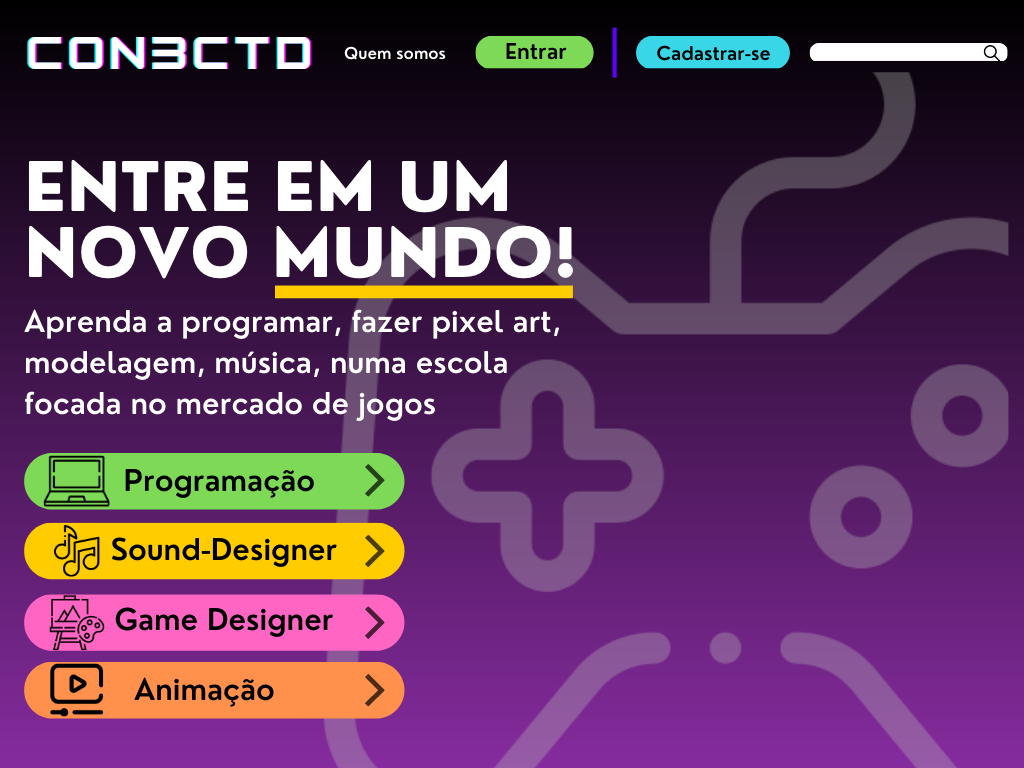 CON3CTD
Quem somos
Entrar
Cadastrar-se
ENTRE EM UM
NOVO MUNDO!
Aprenda a programar, fazer pixel art,
modelagem, música, numa escola
focada no mercado de jogos
Programação
Sound-Designer
Game Designer
Animação